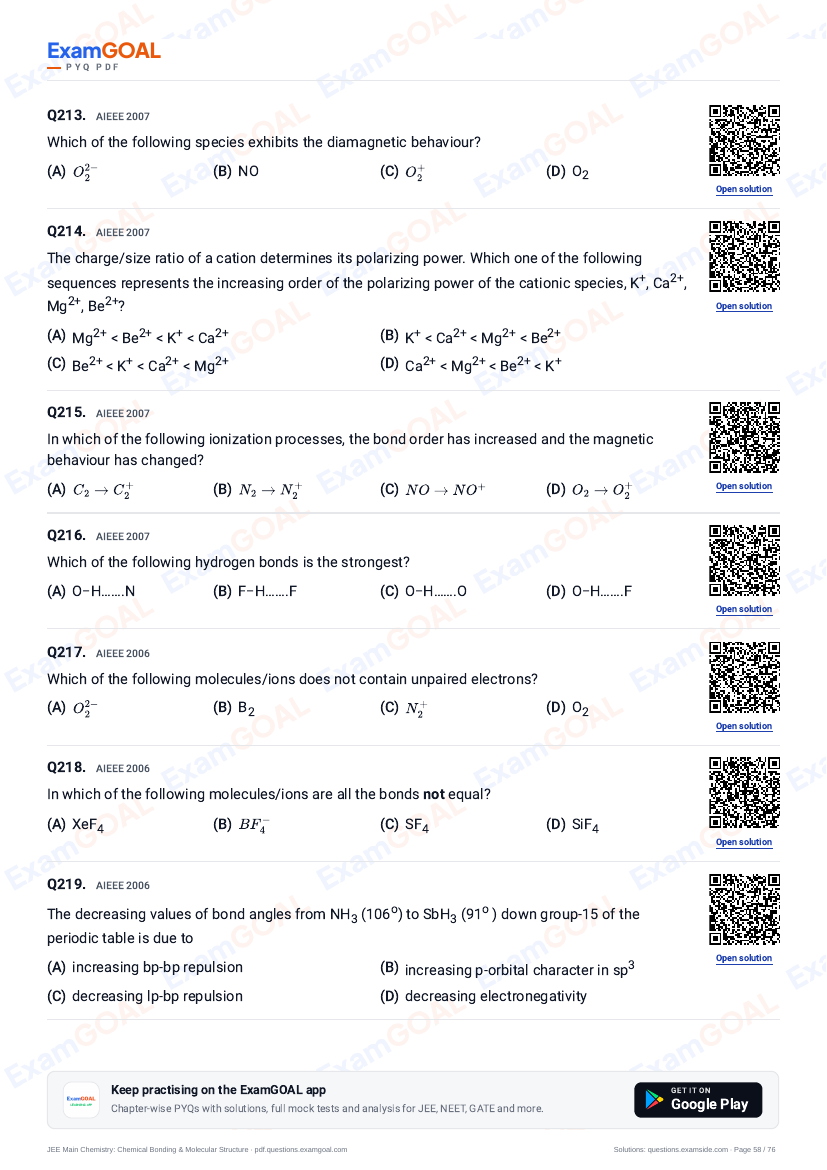 ExamGOAL
PYQ PDF
Q213. AIEEE 2007
Which of the following species exhibits the diamagnetic behaviour?
(A) O₂²⁻ (B) NO (C) O₂⁺ (D) O₂
Open solution
Q214. AIEEE 2007
The charge/size ratio of a cation determines its polarizing power. Which one of the following
sequences represents the increasing order of the polarizing power of the cationic species, K⁺, Ca²⁺,
Mg²⁺, Be²⁺?
(A) Mg²⁺ < Be²⁺ < K⁺ < Ca²⁺ (B) K⁺ < Ca²⁺ < Mg²⁺ < Be²⁺
(C) Be²⁺ < K⁺ < Ca²⁺ < Mg²⁺ (D) Ca²⁺ < Mg²⁺ < Be²⁺ < K⁺
Open solution
Q215. AIEEE 2007
In which of the following ionization processes, the bond order has increased and the magnetic
behaviour has changed?
(A) C₂ → C₂⁺ (B) N₂ → N₂⁺ (C) NO → NO⁺ (D) O₂ → O₂⁺
Open solution
Q216. AIEEE 2007
Which of the following hydrogen bonds is the strongest?
(A) O−H.......N (B) F−H.......F (C) O−H.......O (D) O−H.......F
Open solution
Q217. AIEEE 2006
Which of the following molecules/ions does not contain unpaired electrons?
(A) O₂²⁻ (B) B₂ (C) N₂⁺ (D) O₂
Open solution
Q218. AIEEE 2006
In which of the following molecules/ions are all the bonds not equal?
(A) XeF₄ (B) BF₄⁻ (C) SF₄ (D) SiF₄
Open solution
Q219. AIEEE 2006
The decreasing values of bond angles from NH₃ (106º) to SbH₃ (91º ) down group-15 of the
periodic table is due to
(A) increasing bp-bp repulsion (B) increasing p-orbital character in sp³
(C) decreasing lp-bp repulsion (D) decreasing electronegativity
Open solution
ExamGOAL
Keep practising on the ExamGOAL app
Chapter-wise PYQs with solutions, full mock tests and analysis for JEE, NEET, GATE and more.
GET IT ON
Google Play
JEE Main Chemistry: Chemical Bonding & Molecular Structure · pdf.questions.examgoal.com
Solutions: questions.examside.com · Page 58 / 76